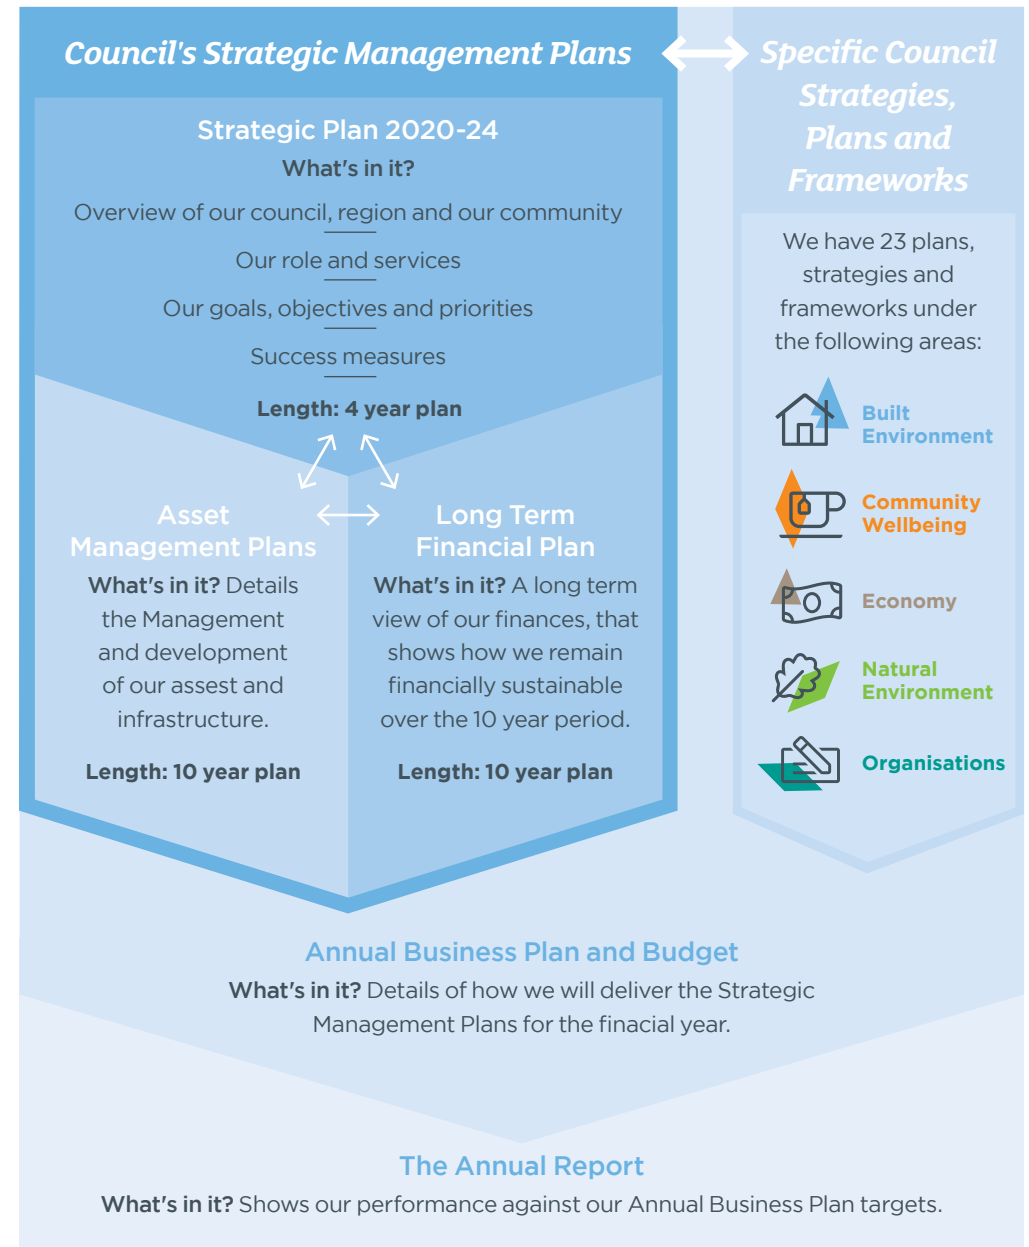 Council's Strategic Management Plans
Strategic Plan 2020-24
What's in it?
Overview of our council, region and our community
Our role and services
Our goals, objectives and priorities
Success measures
Length: 4 year plan
Asset
Management Plans
What's in it? Details
the Management
and development
of our assest and
infrastructure.
Length: 10 year plan
Long Term
Financial Plan
What's in it? A long term
view of our finances, that
shows how we remain
financially sustainable
over the 10 year period.
Length: 10 year plan
Specific Council
Strategies,
Plans and
Frameworks
We have 23 plans,
strategies and
frameworks under
the following areas:
Built
Environment
Community
Wellbeing
Economy
Natural
Environment
Organisations
Annual Business Plan and Budget
What's in it? Details of how we will deliver the Strategic
Management Plans for the finacial year.
The Annual Report
What's in it? Shows our performance against our Annual Business Plan targets.